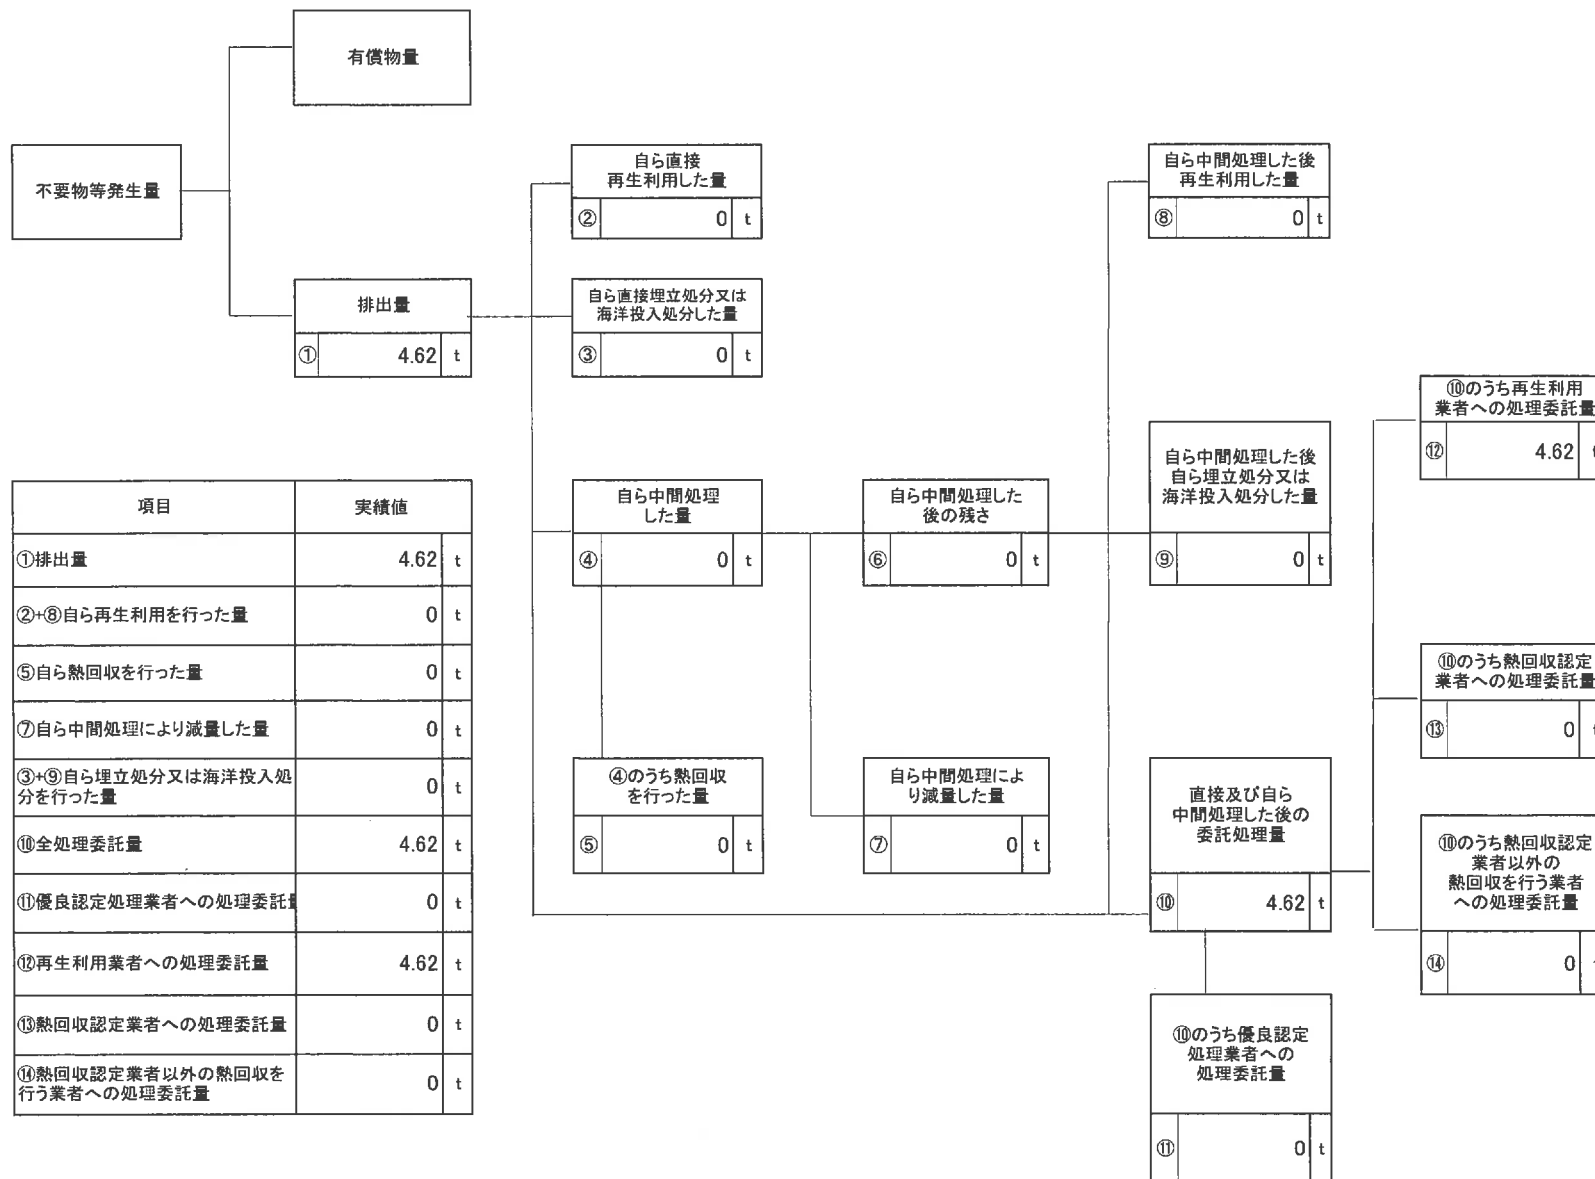 有償物量
不要物等発生量
排出量
① 4.62 t
自ら直接
再生利用した量
② 0 t
自ら直接埋立処分又は
海洋投入処分した量
③ 0 t
自ら中間処理
した量
④ 0 t
④のうち熱回収
を行った量
⑤ 0 t
自ら中間処理した
後の残さ
⑥ 0 t
自ら中間処理によ
り減量した量
⑦ 0 t
自ら中間処理した後
再生利用した量
⑧ 0 t
自ら中間処理した後
自ら埋立処分又は
海洋投入処分した量
⑨ 0 t
直接及び自ら
中間処理した後の
委託処理量
⑩ 4.62 t
⑩のうち優良認定
処理業者への
処理委託量
⑪ 0 t
⑩のうち再生利用
業者への処理委託量
⑫ 4.62
⑩のうち熱回収認定
業者への処理委託量
⑬ 0
⑩のうち熱回収認定
業者以外の
熱回収を行う業者
への処理委託量
⑭ 0
項目 実績値
①排出量 4.62 t
②+⑧自ら再生利用を行った量 0 t
⑤自ら熱回収を行った量 0 t
⑦自ら中間処理により減量した量 0 t
③+⑨自ら埋立処分又は海洋投入処
分を行った量 0 t
⑩全処理委託量 4.62 t
⑪優良認定処理業者への処理委託 0 t
⑫再生利用業者への処理委託量 4.62 t
⑬熱回収認定業者への処理委託量 0 t
⑭熱回収認定業者以外の熱回収を
行う業者への処理委託量 0 t